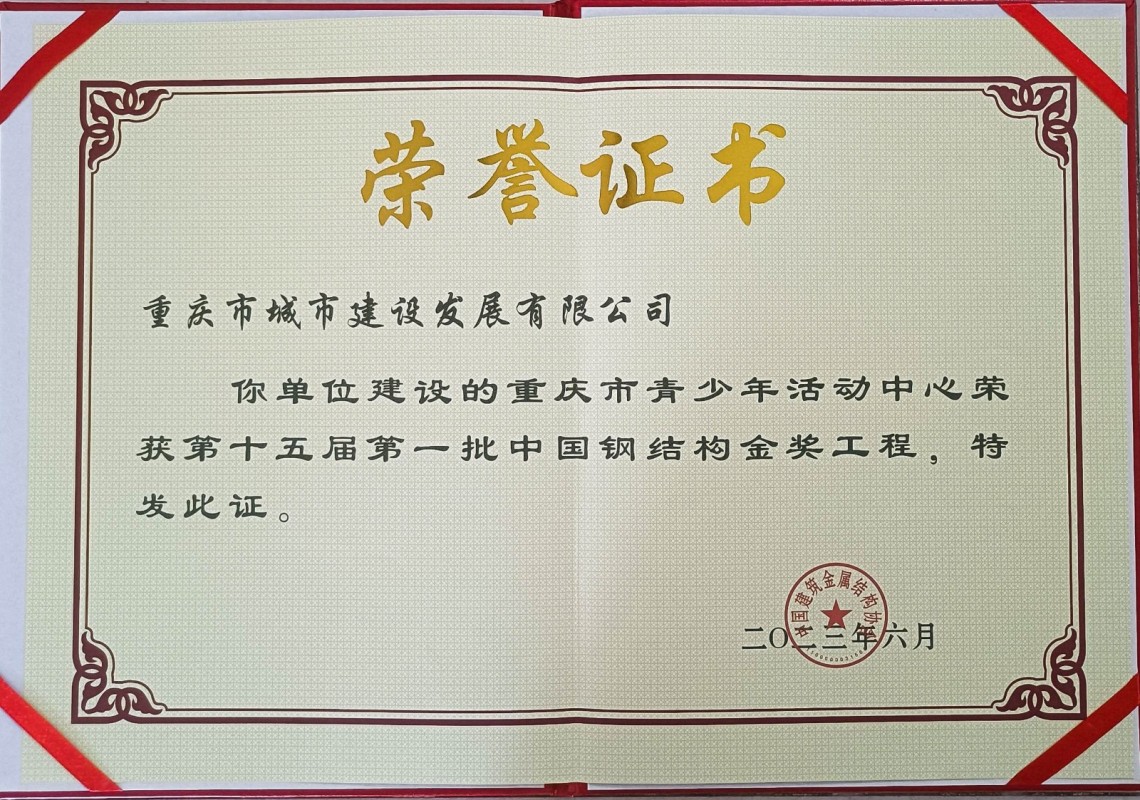 荣誉证书
重庆市城市建设发展有限公司
你单位建设的重庆市青少年活动中心荣
获第十五届第一批中国钢结构金奖工程，特
发此证。
中国建筑金属结构协会
二〇二三年六月